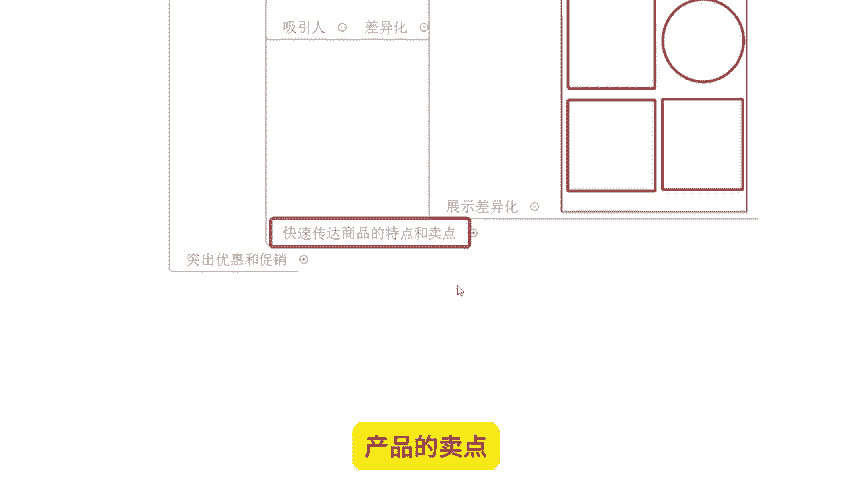 吸引人 差异化
展示差异化
快速传达商品的特点和卖点
突出优惠和促销
产品的卖点